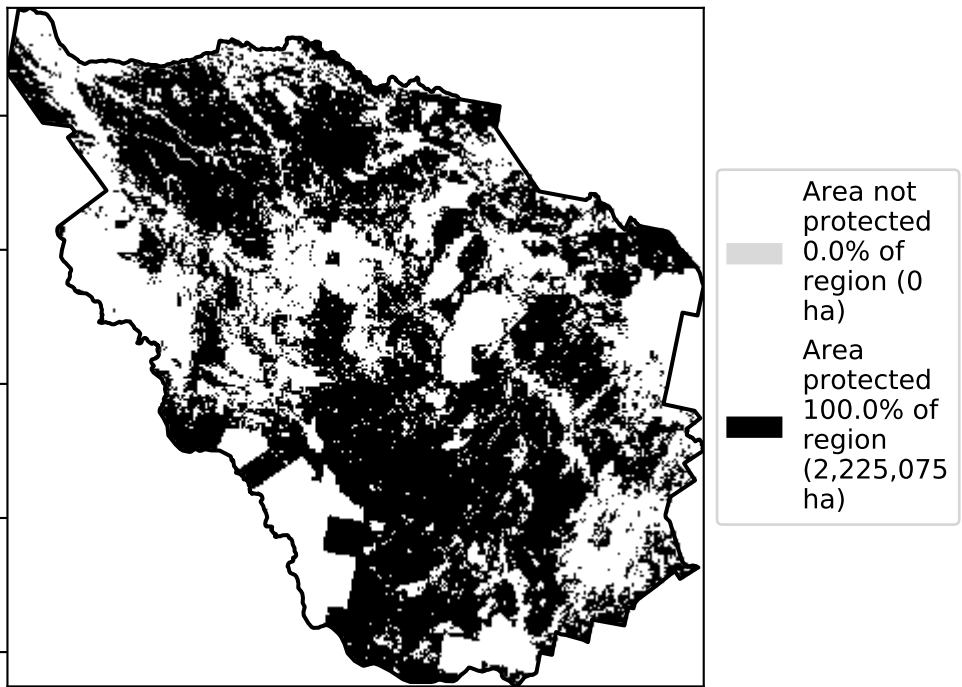 Area not
protected
0.0% of
region (0
ha)
Area
protected
100.0% of
region
(2,225,075
ha)